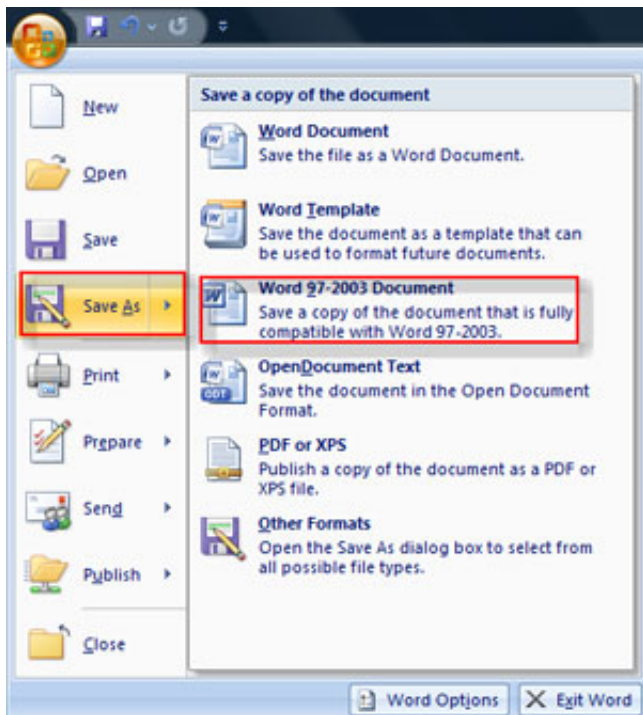 New
Open
Save
Save As
Print
Prepare
Send
Publish
Close
Save a copy of the document
Word Document
Save the file as a Word Document.
Word Template
Save the document as a template that can
be used to format future documents.
Word 97-2003 Document
Save a copy of the document that is fully
compatible with Word 97-2003.
OpenDocument Text
Save the document in the Open Document
Format.
PDF or XPS
Publish a copy of the document as a PDF or
XPS file.
Other Formats
Open the Save As dialog box to select from
all possible file types.
Word Options
Exit Word